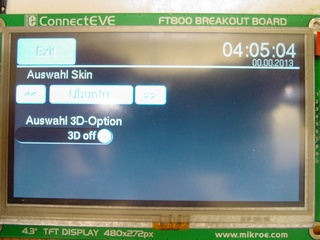 eConnectEVE FT800 BREAKOUT BOARD
Exit
04:05:04
00.00.2013
Auswahl Skin
<< Ubuntu >>
Auswahl 3D-Option
3D off
4.3" TFT DISPLAY 480x272px www.mikroe.com